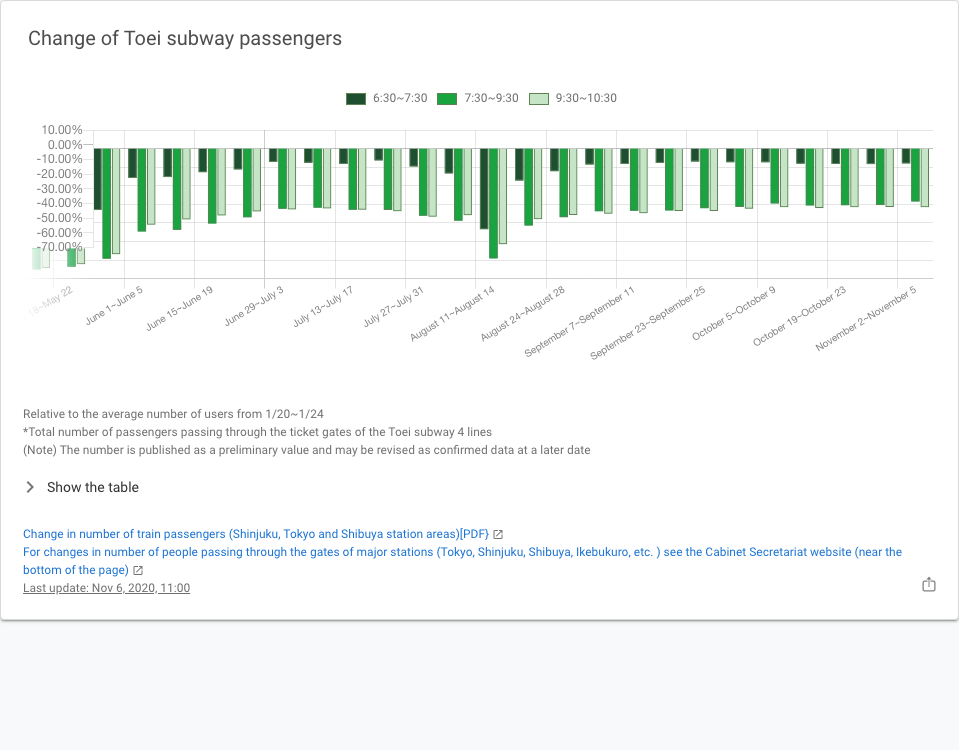 Change of Toei subway passengers
6:30~7:30 7:30~9:30 9:30~10:30
10.00%
0.00%
-10.00%
-20.00%
-30.00%
-40.00%
-50.00%
-60.00%
-70.00%
18~May 22
June 1~June 5
June 15~June 19
June 29~July 3
July 13~July 17
July 27~July 31
August 11~August 14
August 24~August 28
September 7~September 11
September 23~September 25
October 5~October 9
October 19~October 23
November 2~November 5
Relative to the average number of users from 1/20~1/24
*Total number of passengers passing through the ticket gates of the Toei subway 4 lines
(Note) The number is published as a preliminary value and may be revised as confirmed data at a later date
Show the table
Change in number of train passengers (Shinjuku, Tokyo and Shibuya station areas)[PDF}
For changes in number of people passing through the gates of major stations (Tokyo, Shinjuku, Shibuya, Ikebukuro, etc. ) see the Cabinet Secretariat website (near the
bottom of the page)
Last update: Nov 6, 2020, 11:00